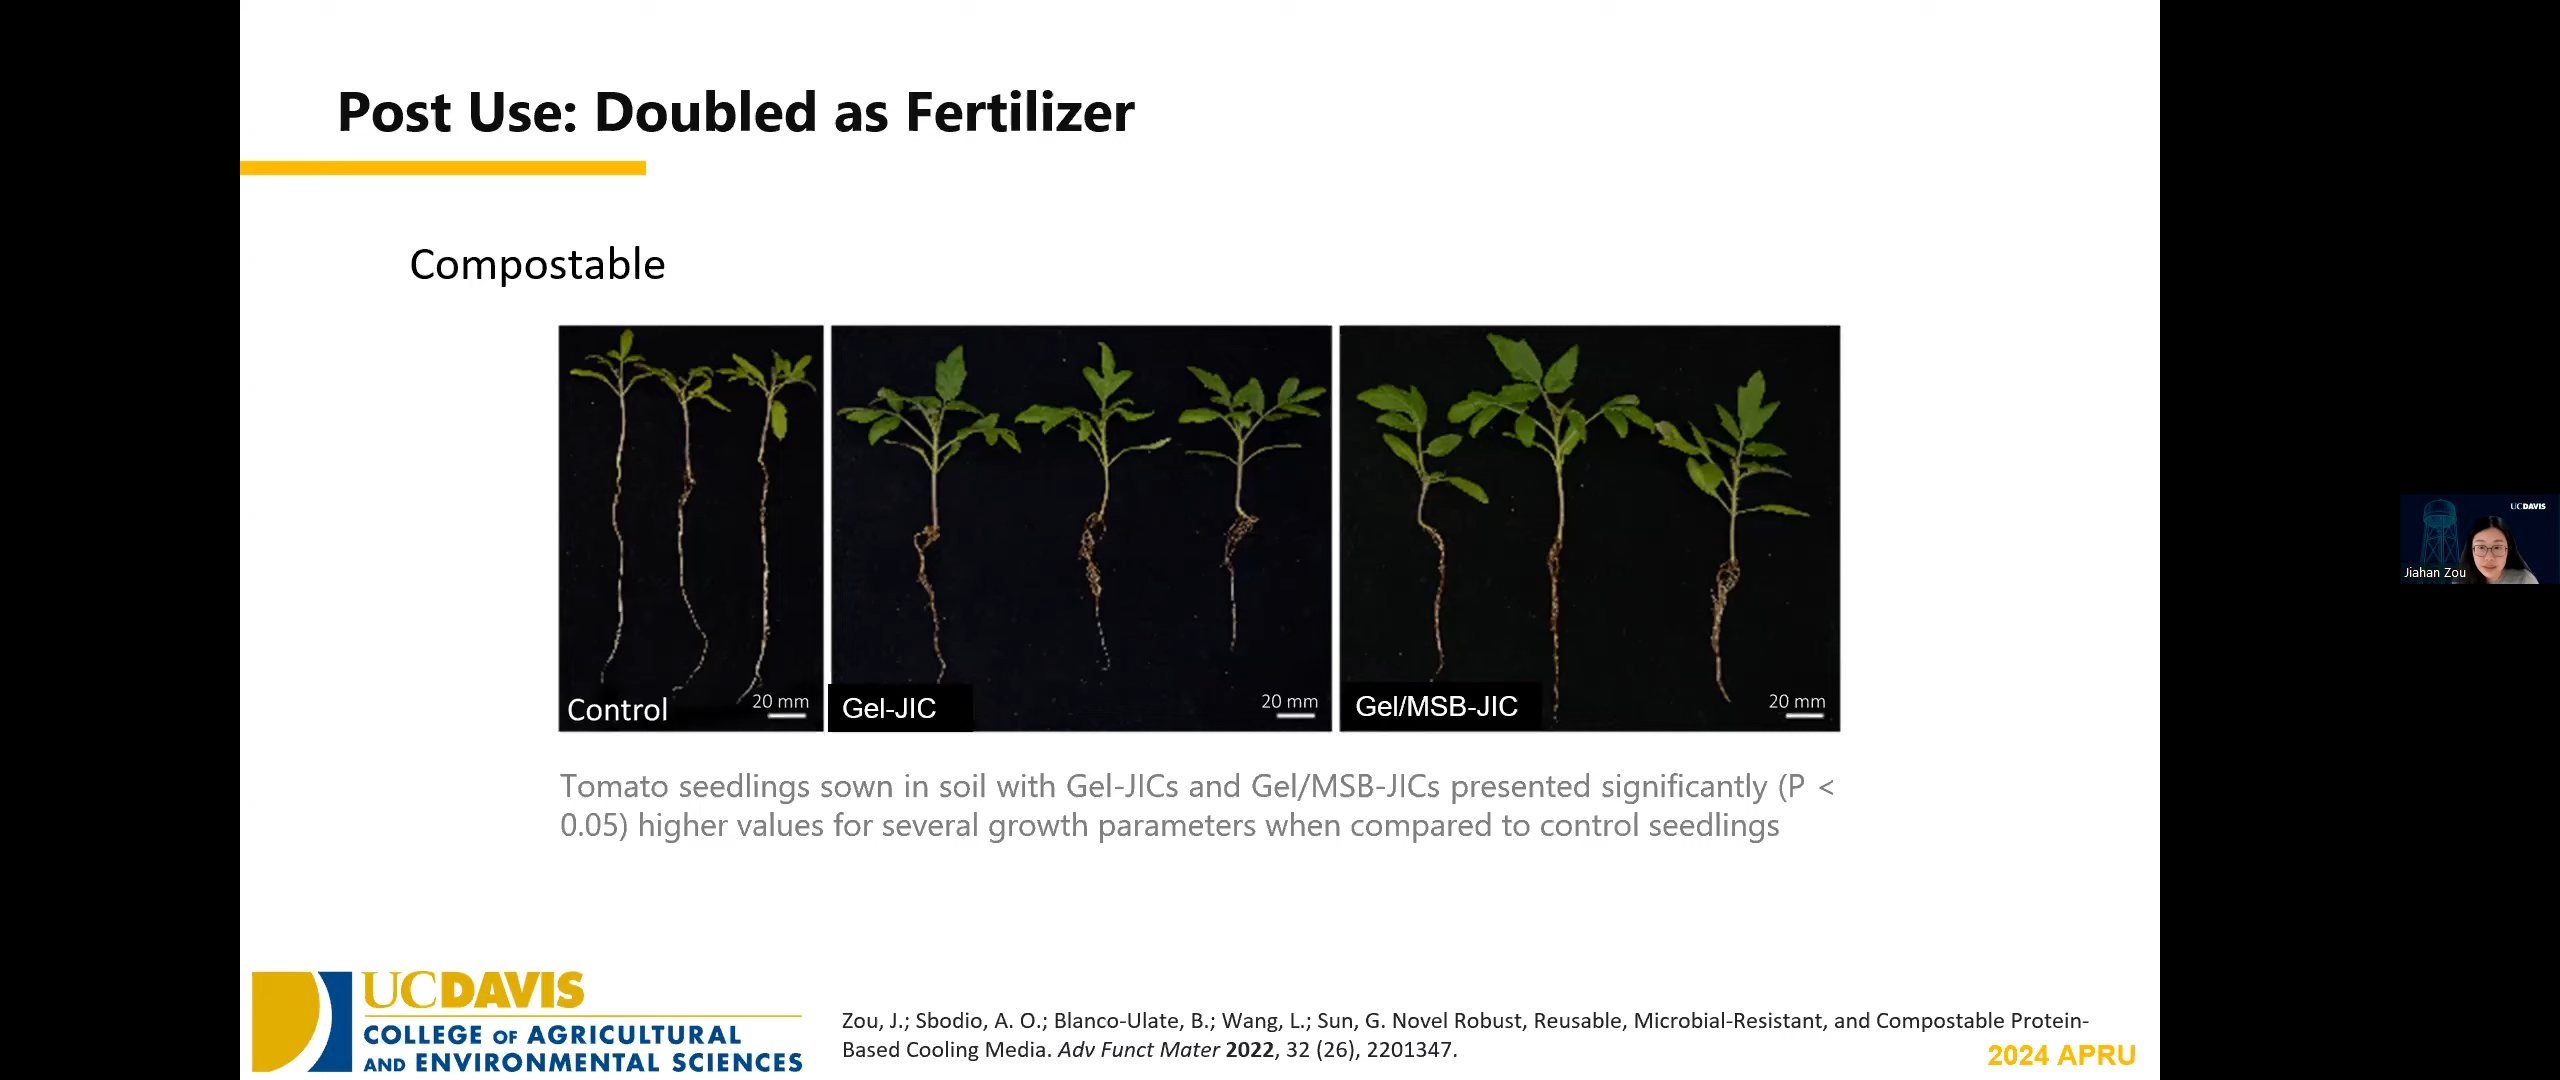 Post Use: Doubled as Fertilizer
Compostable
Control
20 mm
Gel-JIC
20 mm
Gel/MSB-JIC
20 mm
Tomato seedlings sown in soil with Gel-JICs and Gel/MSB-JICs presented significantly (P <
0.05) higher values for several growth parameters when compared to control seedlings
UCDAVIS
Jiahan Zou
UCDAVIS
COLLEGE OF AGRICULTURAL
AND ENVIRONMENTAL SCIENCES
Zou, J.; Sbodio, A. O.; Blanco-Ulate, B.; Wang, L.; Sun, G. Novel Robust, Reusable, Microbial-Resistant, and Compostable Protein-
Based Cooling Media. Adv Funct Mater 2022, 32 (26), 2201347.
2024 APRU